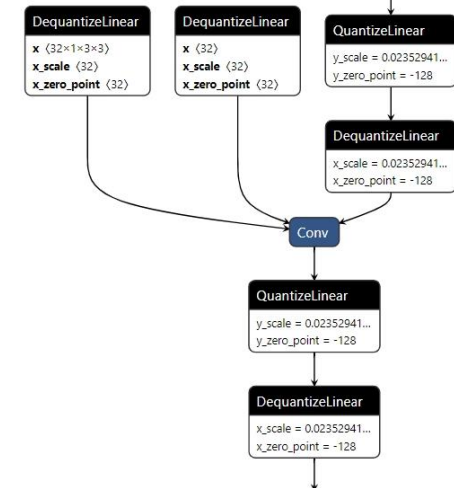 DequantizeLinear
x ⟨32×1×3×3⟩
x_scale ⟨32⟩
x_zero_point ⟨32⟩
DequantizeLinear
x ⟨32⟩
x_scale ⟨32⟩
x_zero_point ⟨32⟩
QuantizeLinear
y_scale = 0.02352941...
y_zero_point = -128
DequantizeLinear
x_scale = 0.02352941...
x_zero_point = -128
Conv
QuantizeLinear
y_scale = 0.02352941...
y_zero_point = -128
DequantizeLinear
x_scale = 0.02352941...
x_zero_point = -128